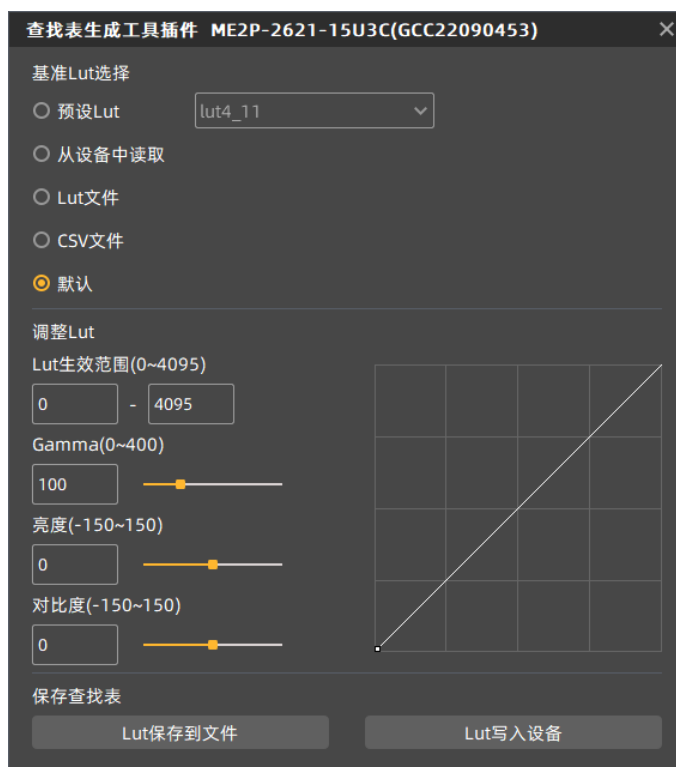 查找表生成工具插件 ME2P-2621-15U3C(GCC22090453)
基准Lut选择
预设Lut lut4_11
从设备中读取
Lut文件
CSV文件
默认
调整Lut
Lut生效范围(0~4095)
0 - 4095
Gamma(0~400)
100
亮度(-150~150)
0
对比度(-150~150)
0
保存查找表
Lut保存到文件 Lut写入设备